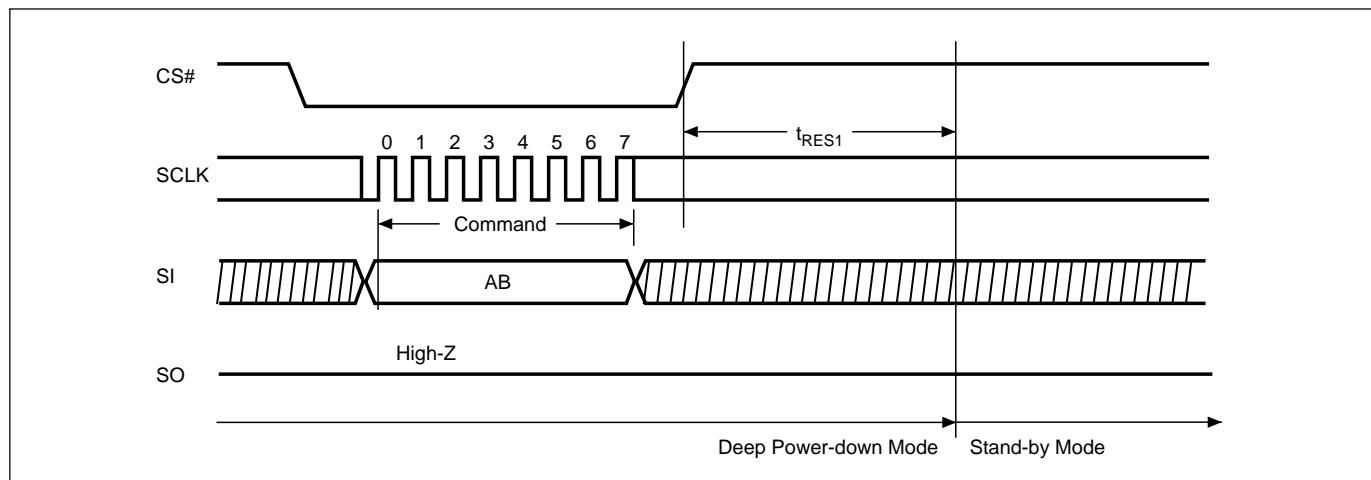 CS#
tRES1
0 1 2 3 4 5 6 7
SCLK
Command
SI
AB
High-Z
SO
Deep Power-down Mode Stand-by Mode